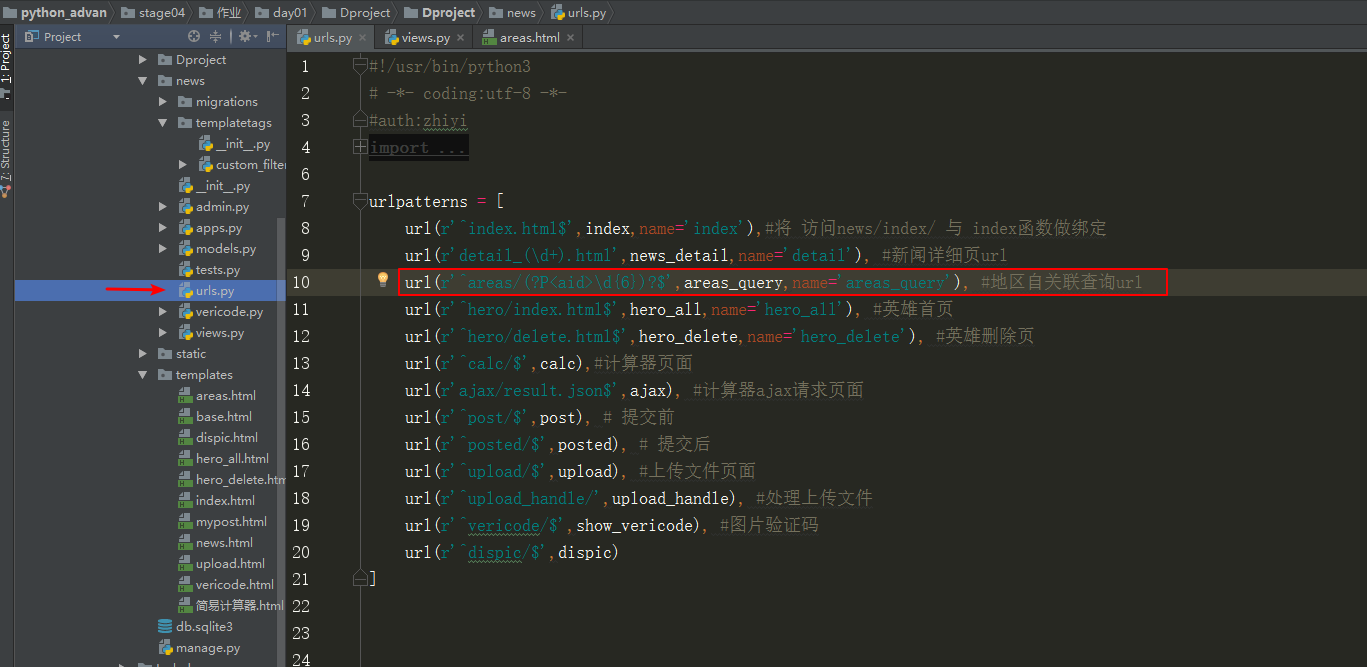 python_advan stage04 作业 day01 Dproject Dproject news urls.py
1: Project
7: Structure
Project
urls.py views.py areas.html
Dproject
news
migrations
templatetags
__init__.py
custom_filter
__init__.py
admin.py
apps.py
models.py
tests.py
urls.py
vericode.py
views.py
static
templates
areas.html
base.html
dispic.html
hero_all.html
hero_delete.htm
index.html
mypost.html
news.html
upload.html
vericode.html
简易计算器.html
db.sqlite3
manage.py
1 #!/usr/bin/python3
2 # -*- coding:utf-8 -*-
3 #auth:zhiyi
4 import ...
6
7 urlpatterns = [
8 url(r'^index.html$',index,name='index'),#将 访问news/index/ 与 index函数做绑定
9 url(r'detail_(\d+).html',news_detail,name='detail'), #新闻详细页url
10 url(r'^areas/(?P<aid>\d{6})?$',areas_query,name='areas_query'), #地区自关联查询url
11 url(r'^hero/index.html$',hero_all,name='hero_all'), #英雄首页
12 url(r'^hero/delete.html$',hero_delete,name='hero_delete'), #英雄删除页
13 url(r'^calc/$',calc),#计算器页面
14 url(r'ajax/result.json$',ajax), #计算器ajax请求页面
15 url(r'^post/$',post), # 提交前
16 url(r'^posted/$',posted), # 提交后
17 url(r'^upload/$',upload), #上传文件页面
18 url(r'^upload_handle/',upload_handle), #处理上传文件
19 url(r'^vericode/$',show_vericode), #图片验证码
20 url(r'^dispic/$',dispic)
21 ]
22
23
24